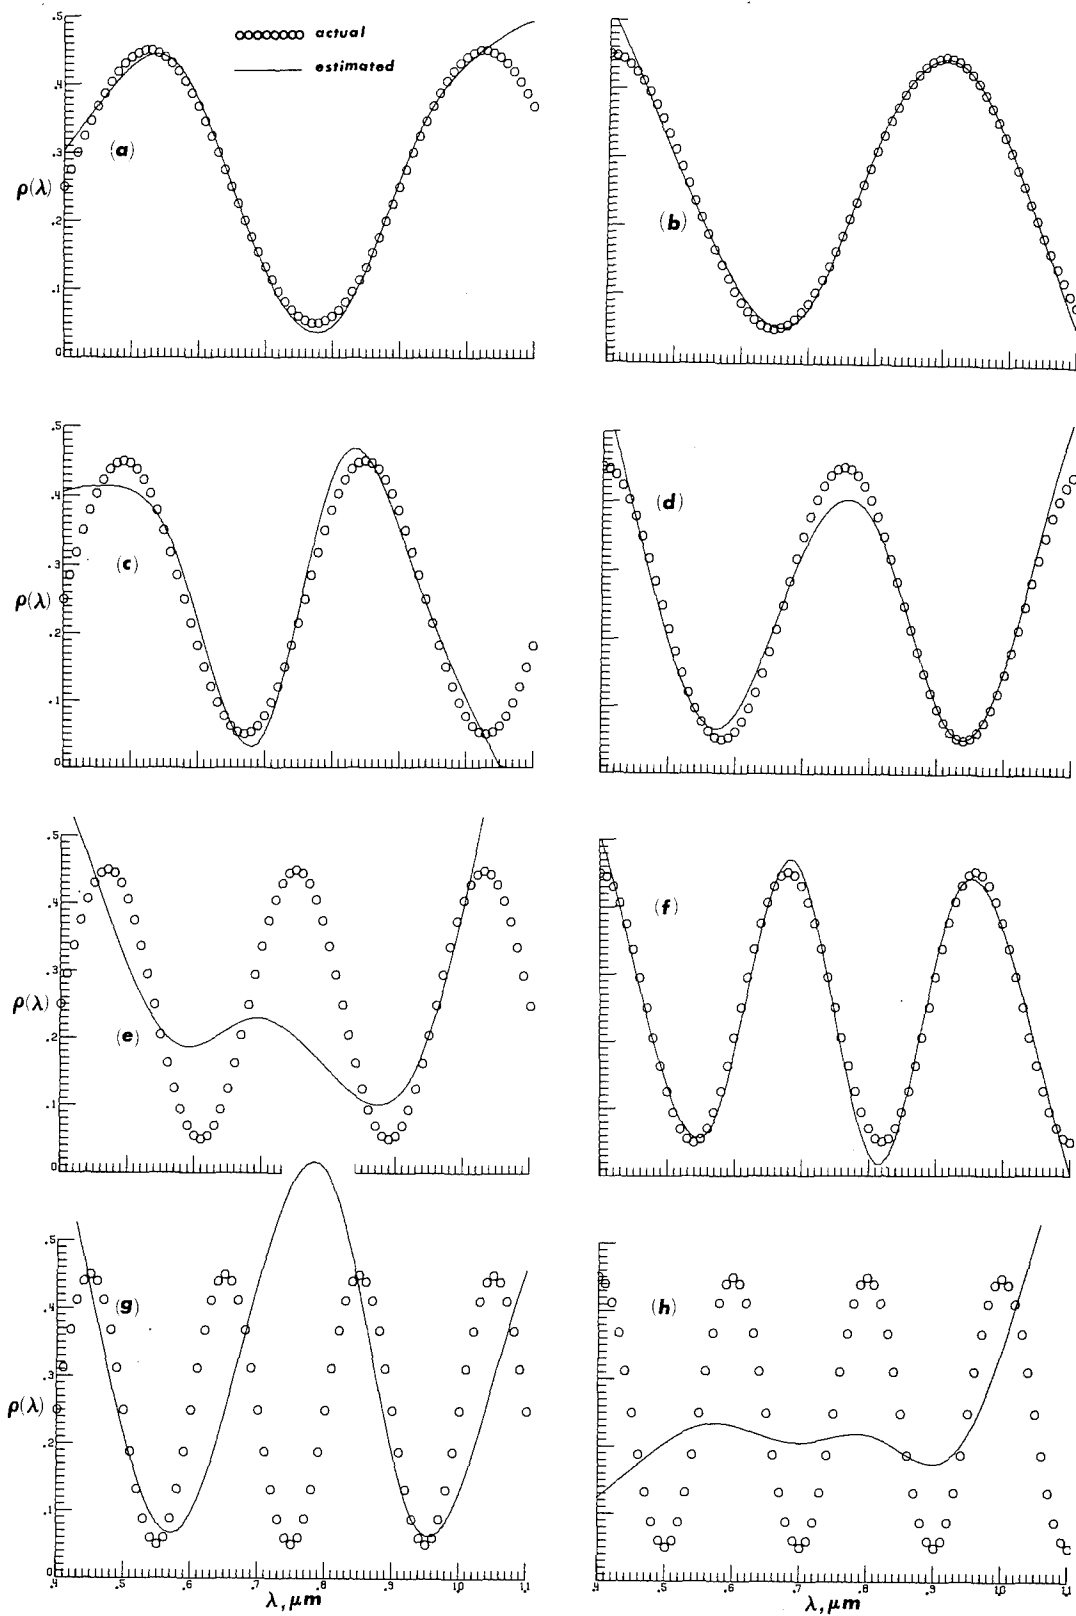 .5
.4
.3
.2
.1
0
ρ(λ)
actual
estimated
(a)
(b)
.5
.4
.3
.2
.1
0
ρ(λ)
(c)
(d)
.5
.4
.3
.2
.1
0
ρ(λ)
(e)
(f)
.5
.4
.3
.2
.1
0
ρ(λ)
(g)
(h)
.4 .5 .6 .7 .8 .9 1.0 1.1
λ, μm
.4 .5 .6 .7 .8 .9 1.0 1.1
λ, μm